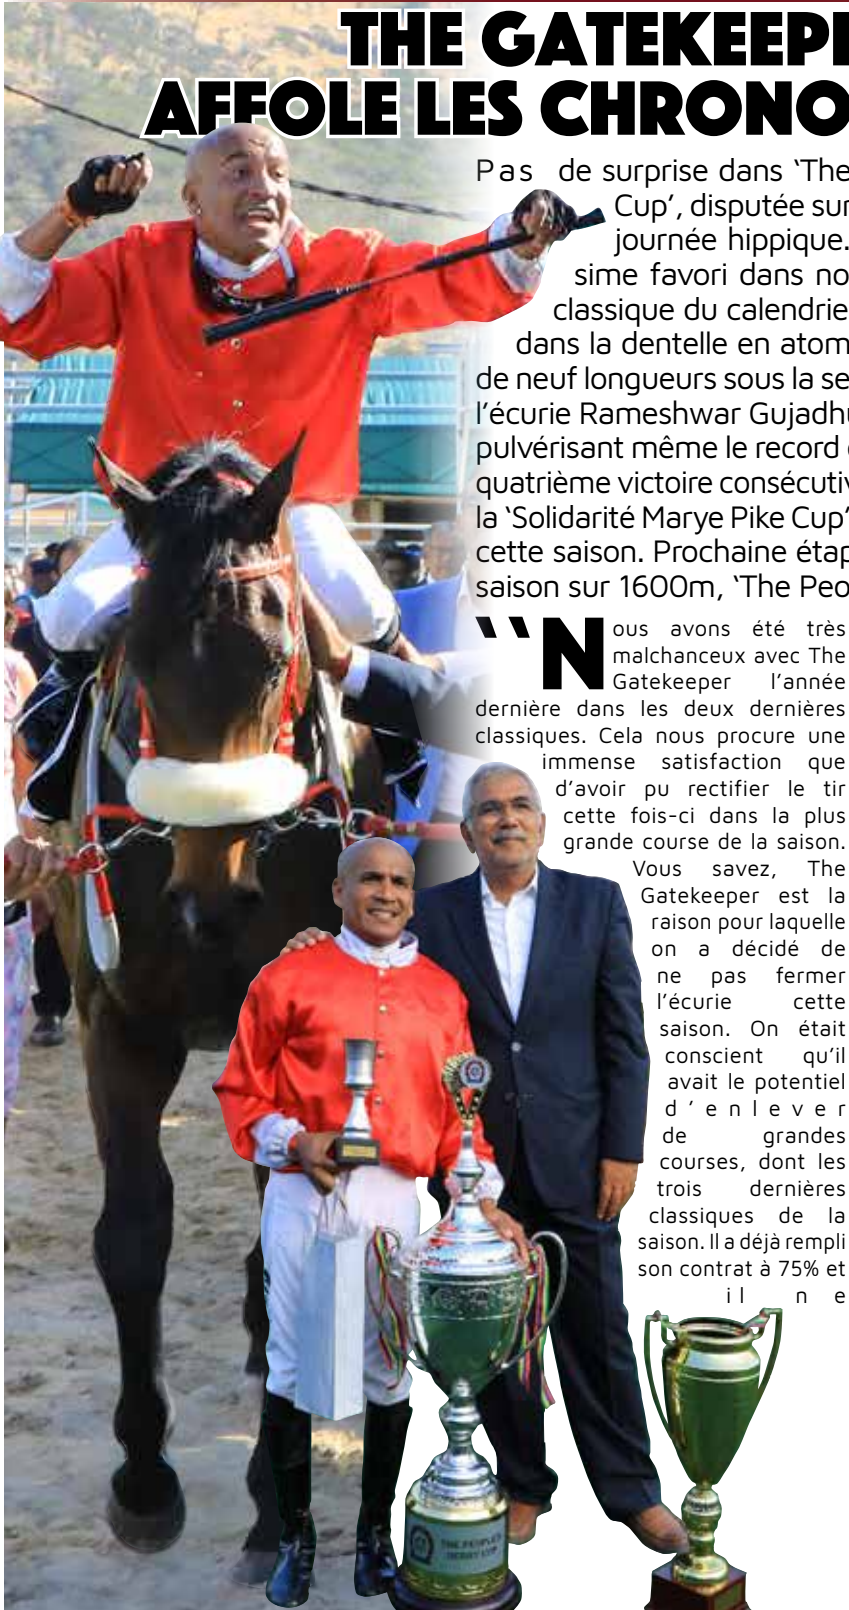 THE GATEKEEPE
AFFOLE LES CHRONO
Pas de surprise dans ‘The
Cup’, disputée sur
journée hippique.
sime favori dans no
classique du calendrie
dans la dentelle en atom
de neuf longueurs sous la se
l’écurie Rameshwar Gujadhu
pulvérisant même le record
quatrième victoire consécutiv
la ‘Solidarité Marye Pike Cup’
cette saison. Prochaine étap
saison sur 1600m, ‘The Peo
‘‘Nous avons été très
malchanceux avec The
Gatekeeper l’année
dernière dans les deux dernières
classiques. Cela nous procure une
immense satisfaction que
d’avoir pu rectifier le tir
cette fois-ci dans la plus
grande course de la saison.
Vous savez, The
Gatekeeper est la
raison pour laquelle
on a décidé de
ne pas fermer
l’écurie cette
saison. On était
conscient qu’il
avait le potentiel
d’enlever
de grandes
courses, dont les
trois dernières
classiques de la
saison. Il a déjà rempli
son contrat à 75% et
il ne
THE PEOPLE'S
DERBY CUP